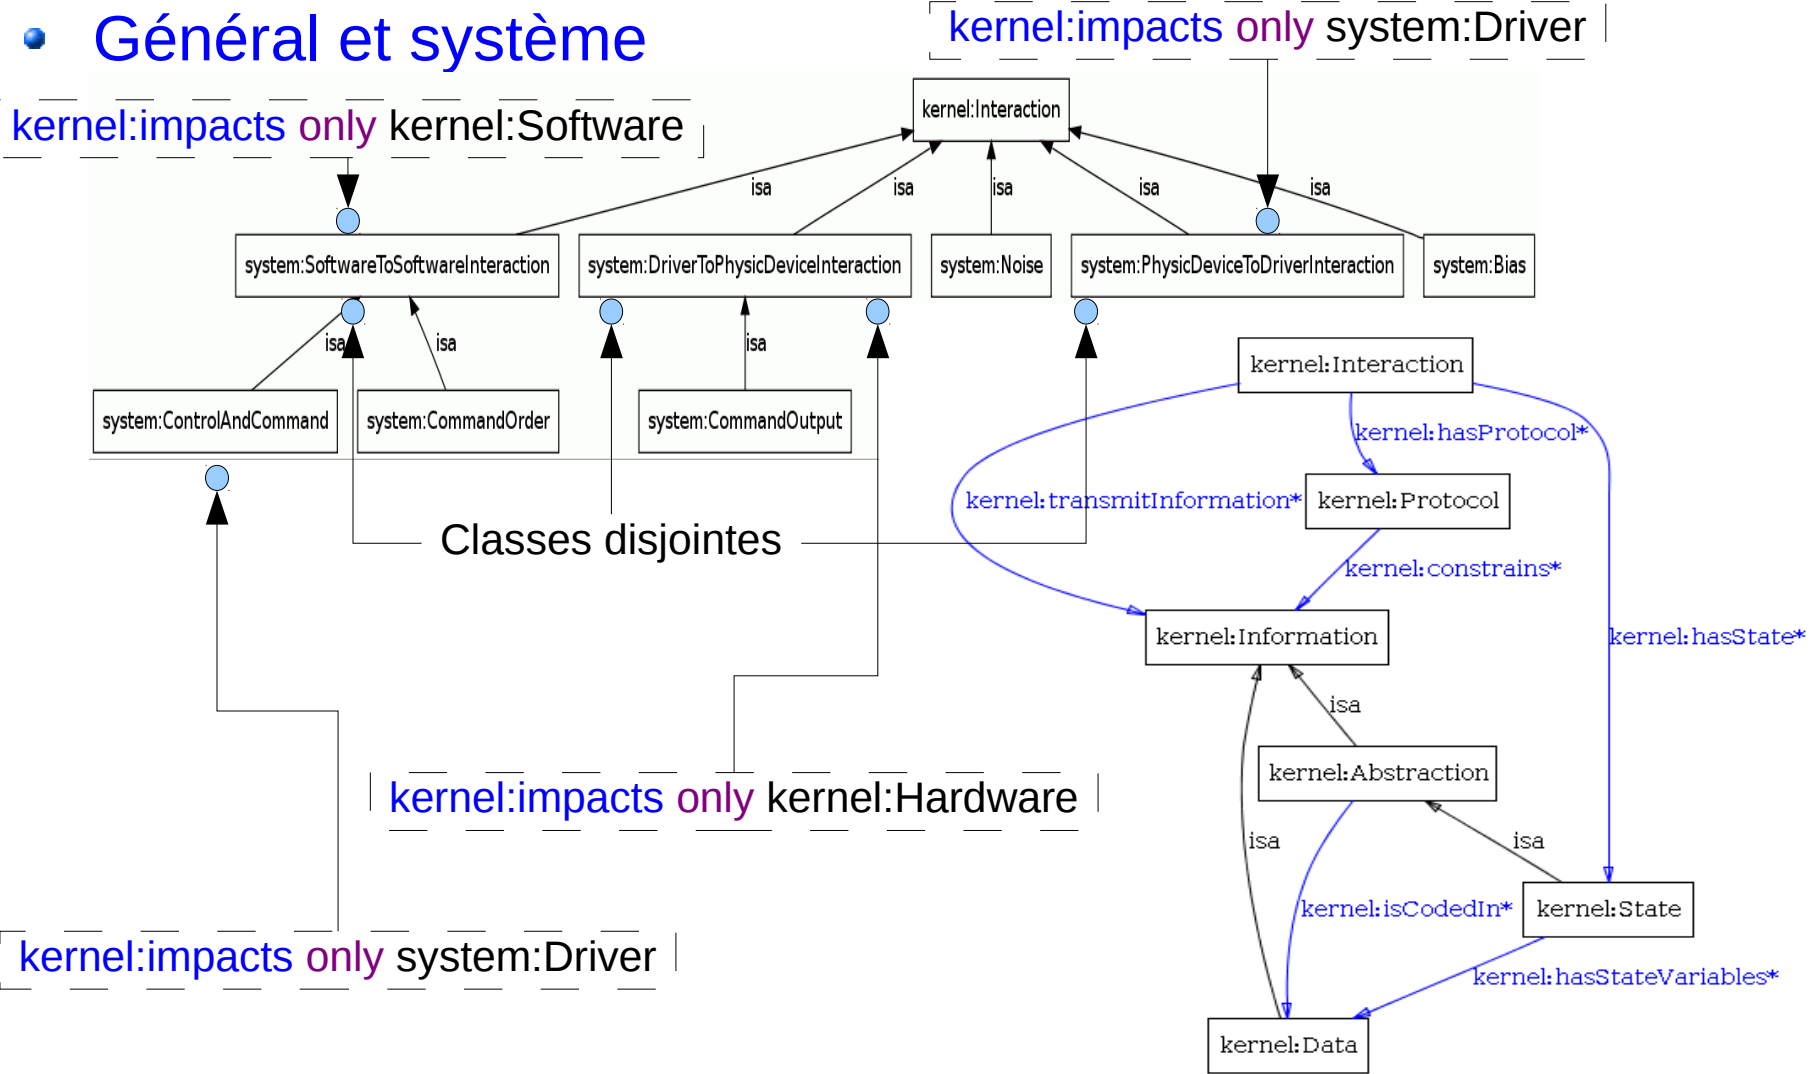 Général et système
kernel:impacts only system:Driver
kernel:impacts only kernel:Software
kernel:Interaction
isa
isa
isa
isa
isa
system:SoftwareToSoftwareInteraction
system:DriverToPhysicDeviceInteraction
system:Noise
system:PhysicDeviceToDriverInteraction
system:Bias
isa
isa
isa
system:ControlAndCommand
system:CommandOrder
system:CommandOutput
kernel:Interaction
kernel:hasProtocol*
kernel:transmitInformation*
kernel:Protocol
Classes disjointes
kernel:constrains*
kernel:Information
kernel:hasState*
isa
kernel:Abstraction
kernel:impacts only kernel:Hardware
isa
isa
kernel:isCodedIn*
kernel:State
kernel:impacts only system:Driver
kernel:hasStateVariables*
kernel:Data